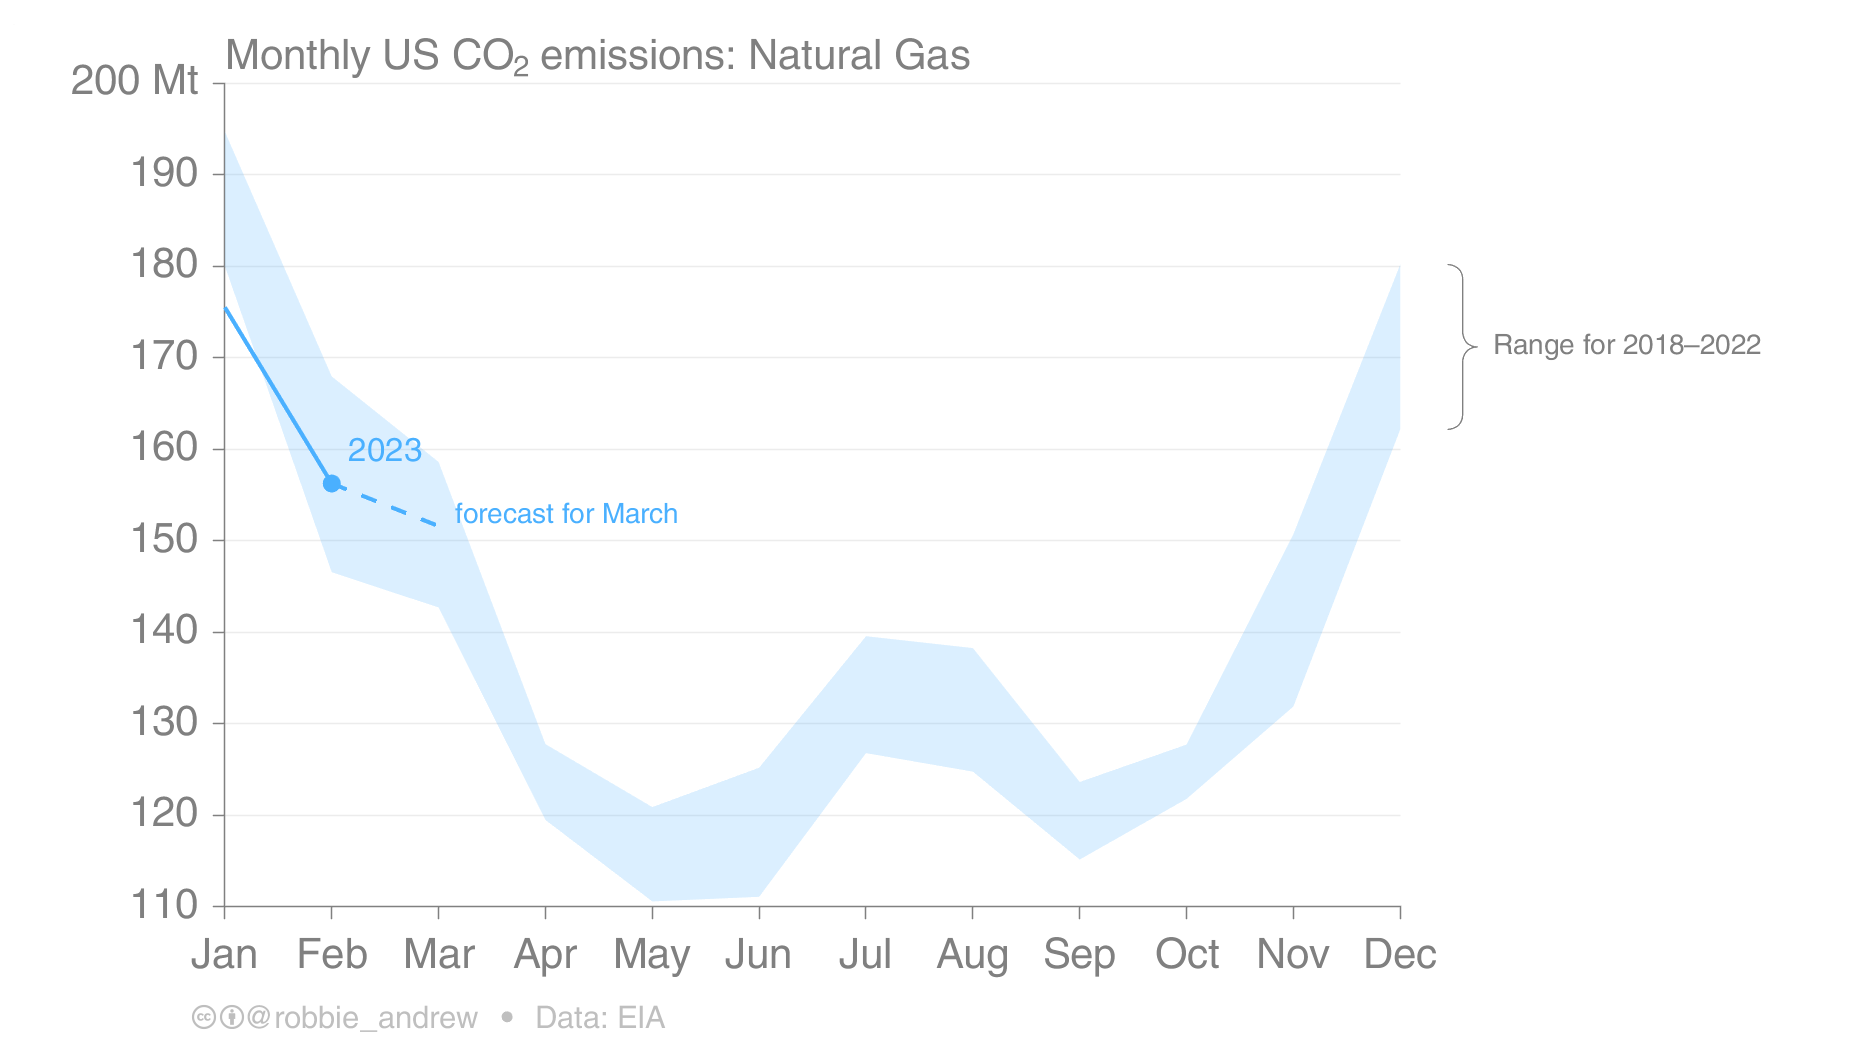 Monthly US CO₂ emissions: Natural Gas
200 Mt
190
180
170
160
150
140
130
120
110
2023
forecast for March
Range for 2018–2022
Jan Feb Mar Apr May Jun Jul Aug Sep Oct Nov Dec
@robbie_andrew • Data: EIA